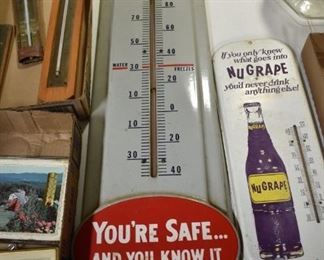 80
70
60
50
40
30
20
10
0
10
20
30
40
WATER
FREEZES
YOU'RE SAFE...
AND YOU KNOW IT
If you only knew
what goes into
NUGRAPE
you'd never drink
anything else!
NUGRAPE